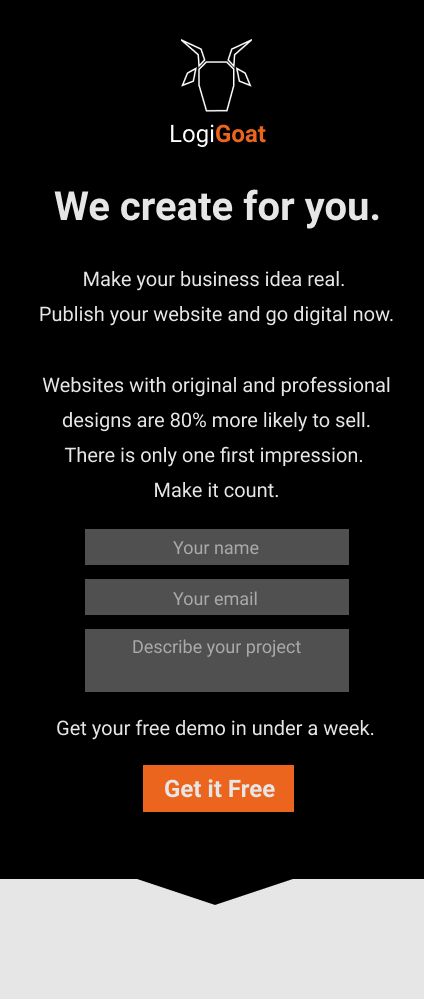 LogiGoat
We create for you.
Make your business idea real.
Publish your website and go digital now.
Websites with original and professional
designs are 80% more likely to sell.
There is only one first impression.
Make it count.
Your name
Your email
Describe your project
Get your free demo in under a week.
Get it Free